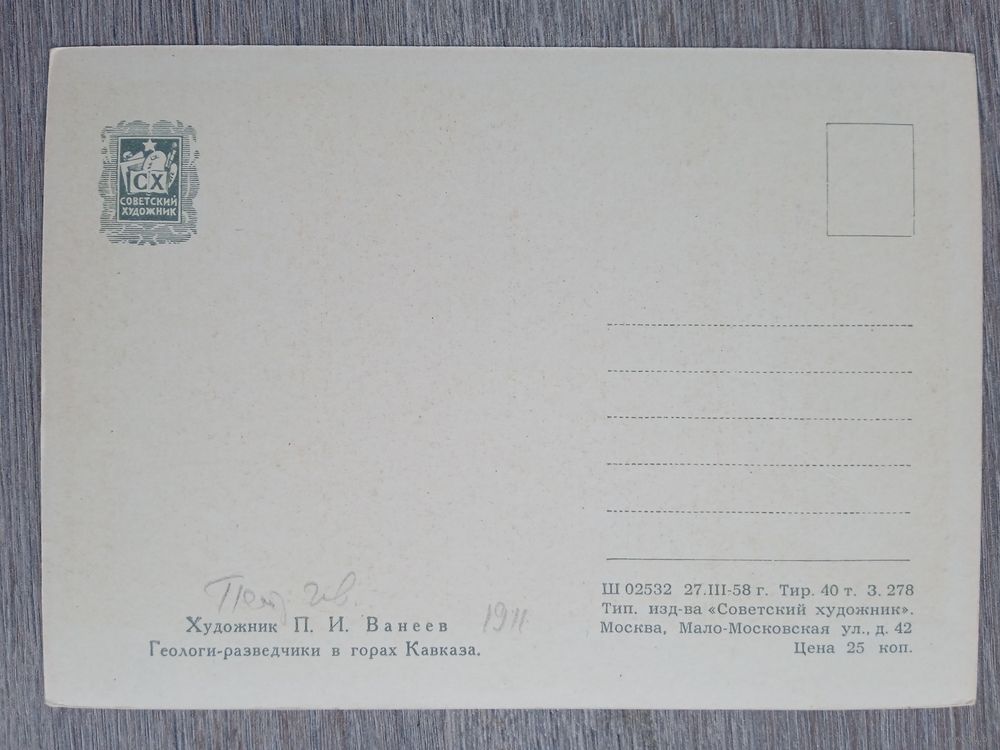 СХ
СОВЕТСКИЙ
ХУДОЖНИК
Художник П. И. Ванеев
1911
Геологи-разведчики в горах Кавказа.
Ш 02532 27.III-58 г. Тир. 40 т. З. 278
Тип. изд-ва «Советский художник».
Москва, Мало-Московская ул., д. 42
Цена 25 коп.